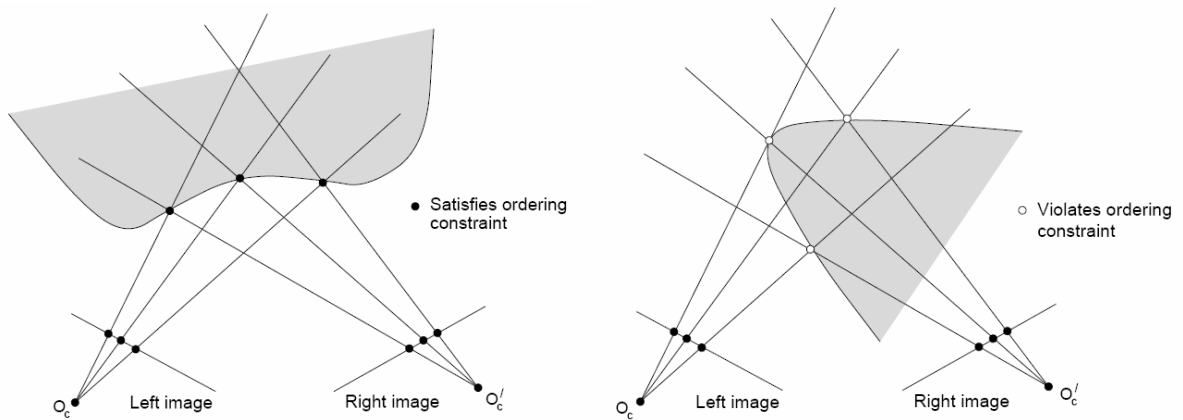 Satisfies ordering
constraint
O_c
Left image
Right image
O_c^/
Violates ordering
constraint
O_c
Left image
Right image
O_c^/